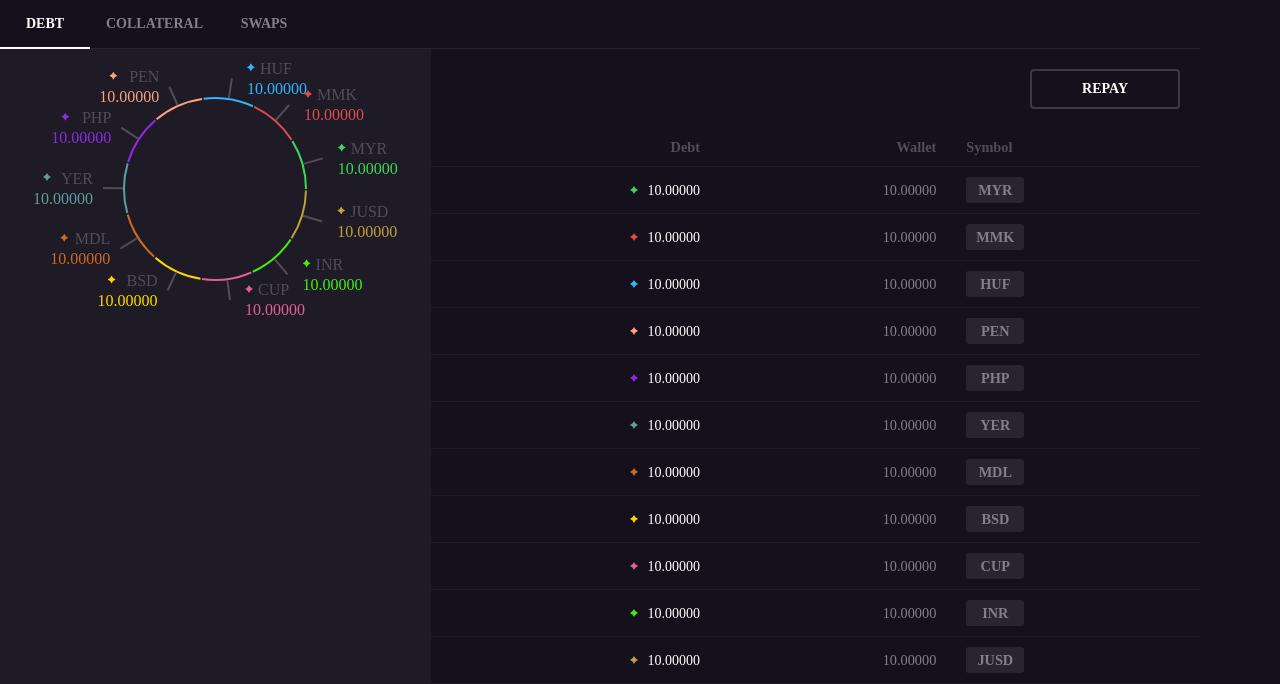 DEBT COLLATERAL SWAPS
HUF
10.00000
MMK
10.00000
MYR
10.00000
JUSD
10.00000
INR
10.00000
CUP
10.00000
BSD
10.00000
MDL
10.00000
YER
10.00000
PHP
10.00000
PEN
10.00000
REPAY
Debt Wallet Symbol
10.00000 10.00000 MYR
10.00000 10.00000 MMK
10.00000 10.00000 HUF
10.00000 10.00000 PEN
10.00000 10.00000 PHP
10.00000 10.00000 YER
10.00000 10.00000 MDL
10.00000 10.00000 BSD
10.00000 10.00000 CUP
10.00000 10.00000 INR
10.00000 10.00000 JUSD